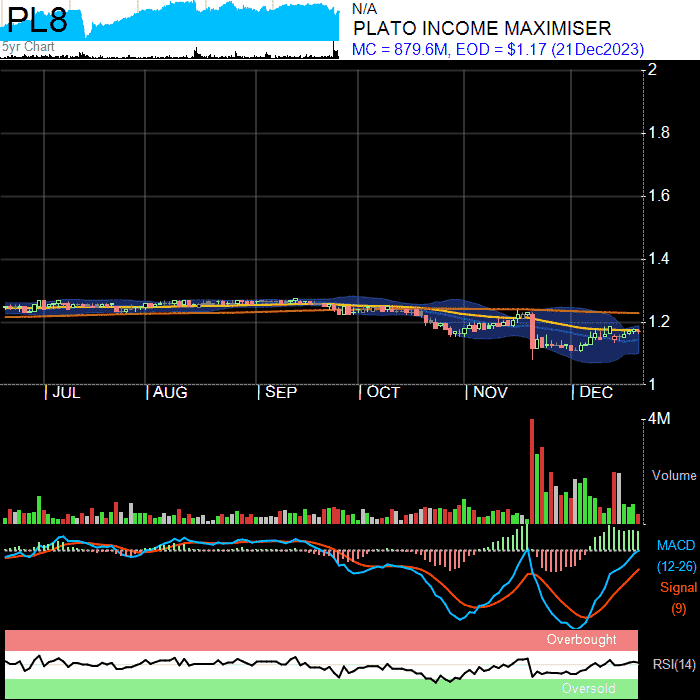 PL8
5yr Chart
N/A
PLATO INCOME MAXIMISER
MC = 879.6M, EOD = $1.17 (21Dec2023)
2
1.8
1.6
1.4
1.2
1
JUL AUG SEP OCT NOV DEC
4M
Volume
MACD
(12-26)
Signal
(9)
Overbought
RSI(14)
Oversold